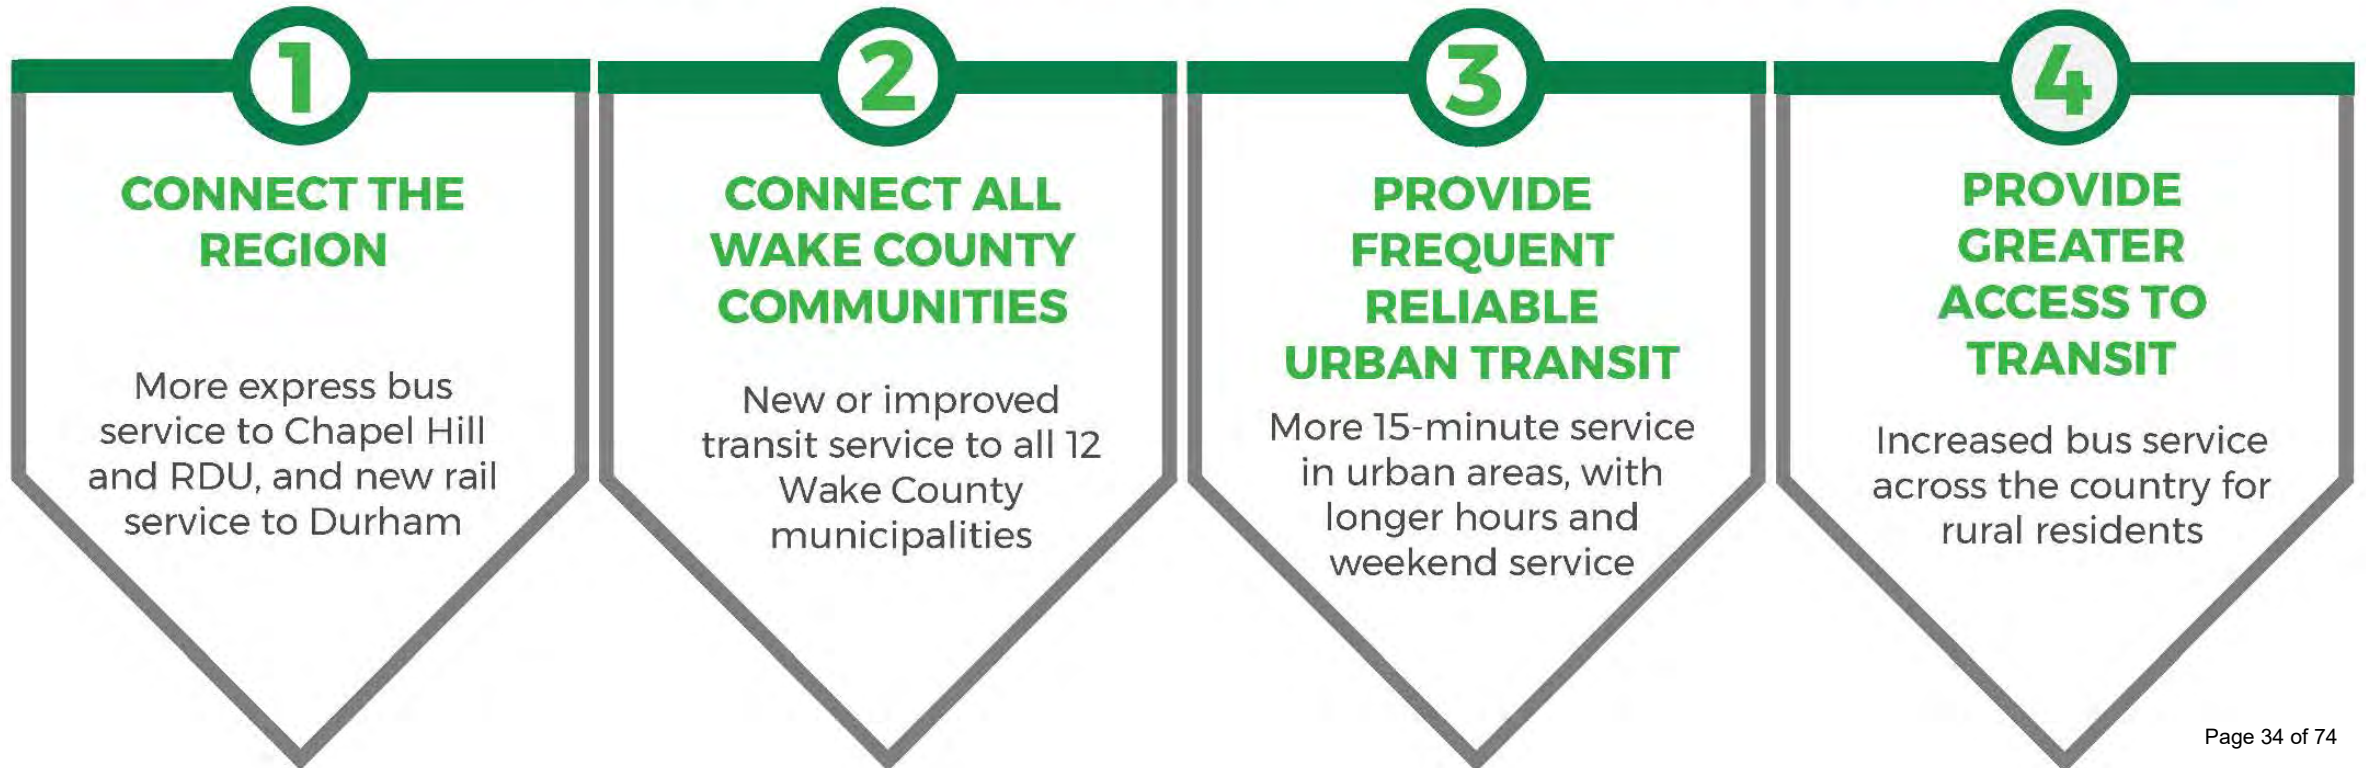 1
CONNECT THE
REGION
More express bus
service to Chapel Hill
and RDU, and new rail
service to Durham
2
CONNECT ALL
WAKE COUNTY
COMMUNITIES
New or improved
transit service to all 12
Wake County
municipalities
3
PROVIDE
FREQUENT
RELIABLE
URBAN TRANSIT
More 15-minute service
in urban areas, with
longer hours and
weekend service
4
PROVIDE
GREATER
ACCESS TO
TRANSIT
Increased bus service
across the country for
rural residents
Page 34 of 74